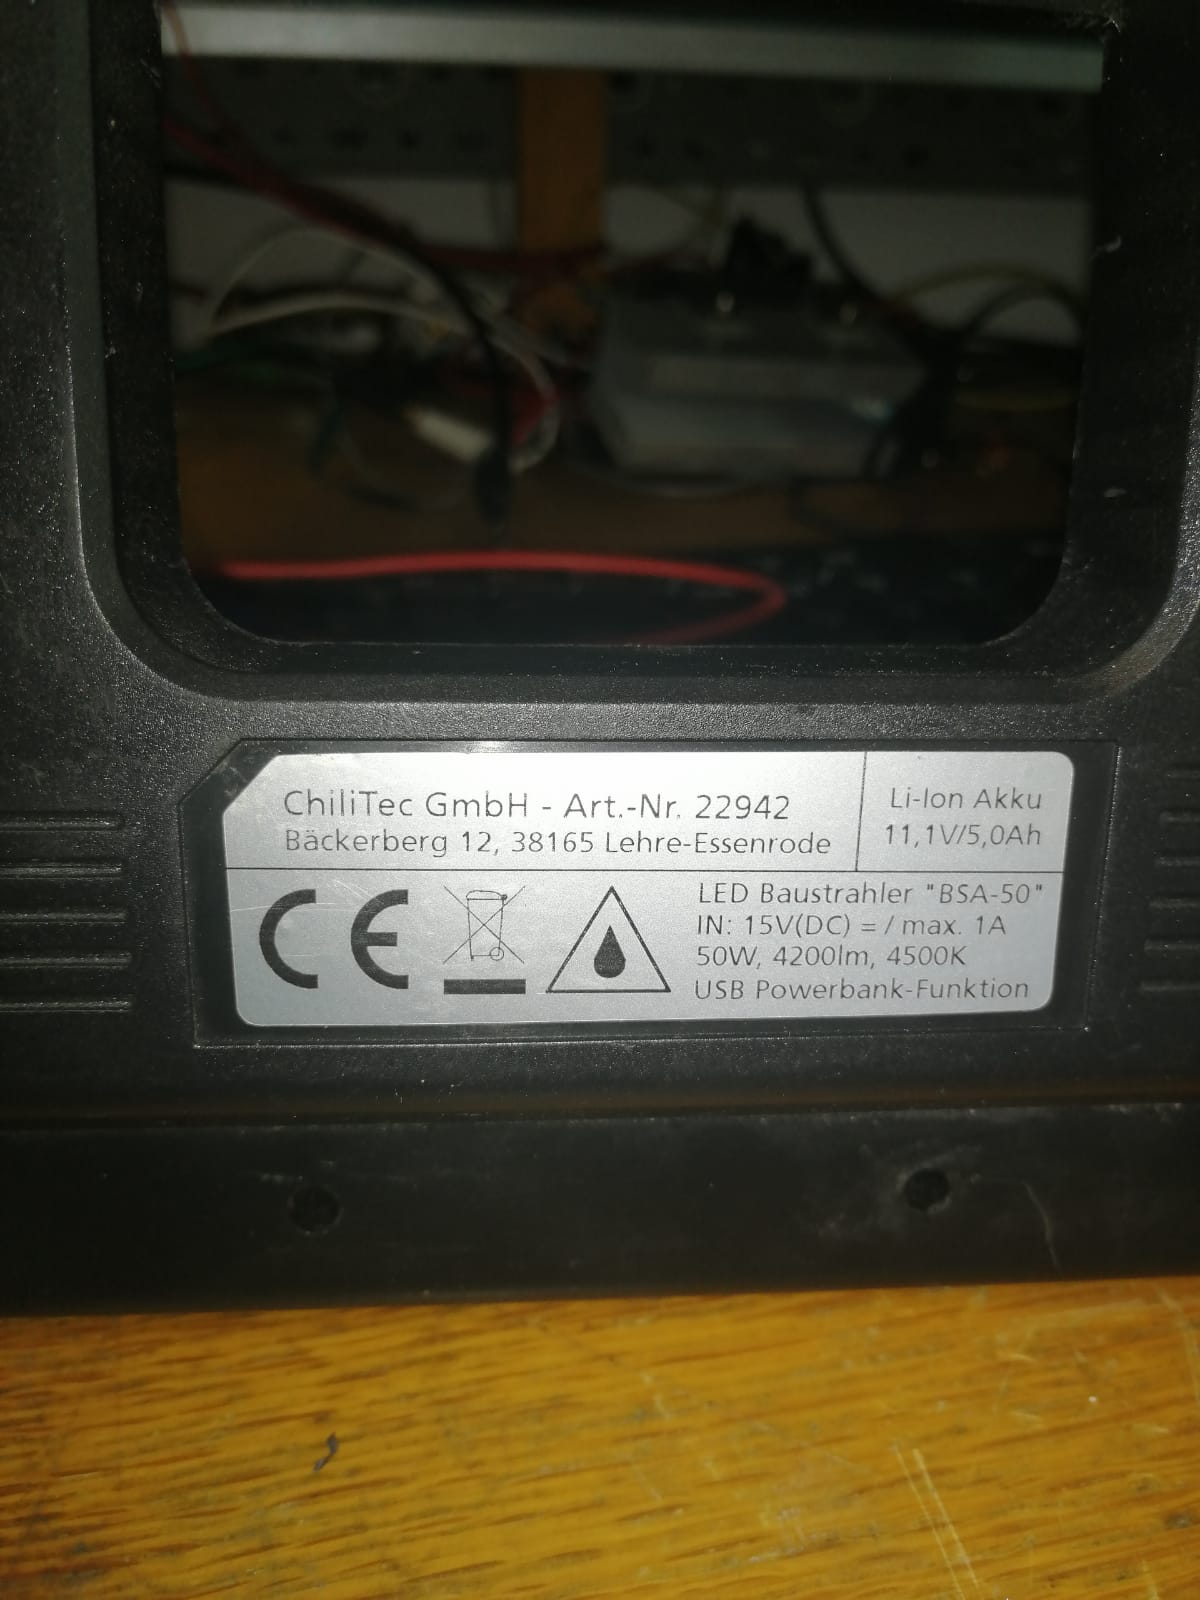 ChiliTec GmbH - Art.-Nr. 22942
Bäckerberg 12, 38165 Lehre-Essenrode
Li-Ion Akku
11,1V/5,0Ah
CE
LED Baustrahler "BSA-50"
IN: 15V(DC) = / max. 1A
50W, 4200lm, 4500K
USB Powerbank-Funktion